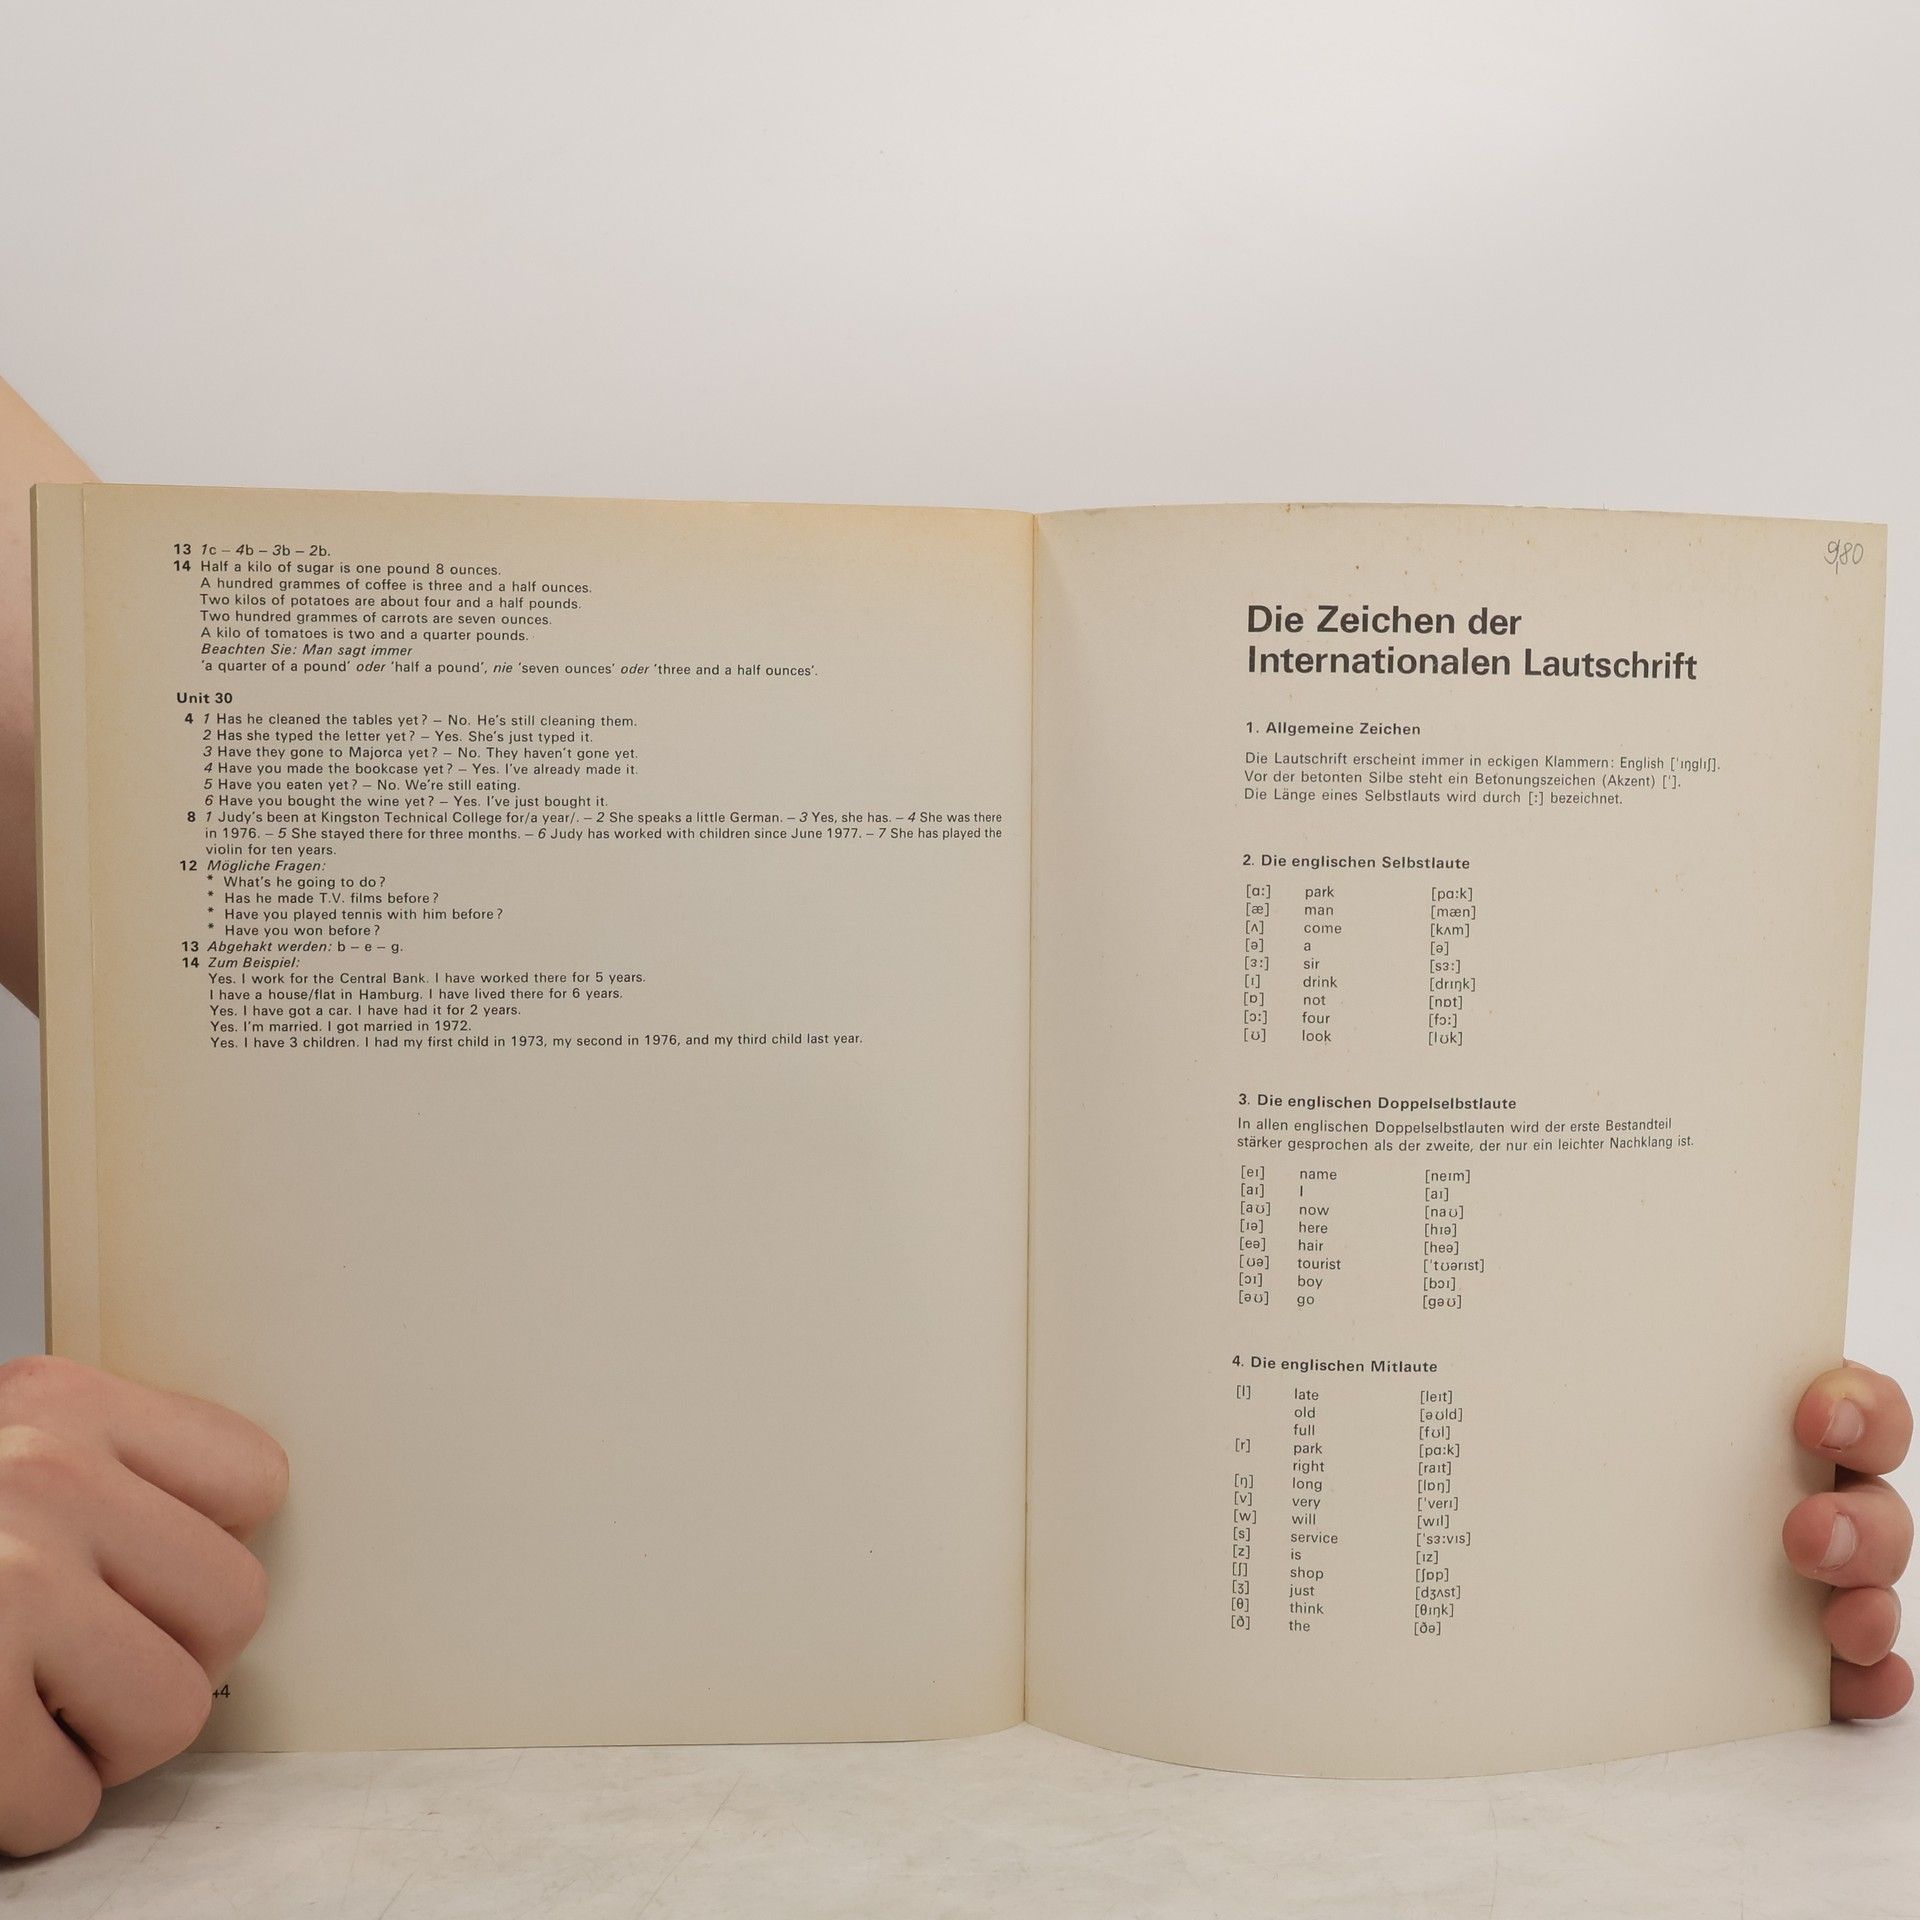 13 1c – 4b – 3b – 2b.
14 Half a kilo of sugar is one pound 8 ounces.
A hundred grammes of coffee is three and a half ounces.
Two kilos of potatoes are about four and a half pounds.
Two hundred grammes of carrots are seven ounces.
A kilo of tomatoes is two and a quarter pounds.
Beachten Sie: Man sagt immer
'a quarter of a pound' oder 'half a pound', nie 'seven ounces' oder 'three and a half ounces'.
Unit 30
4 1 Has he cleaned the tables yet? – No. He's still cleaning them.
2 Has she typed the letter yet? – Yes. She's just typed it.
3 Have they gone to Majorca yet? – No. They haven't gone yet.
4 Have you made the bookcase yet? – Yes. I've already made it.
5 Have you eaten yet? – No. We're still eating.
6 Have you bought the wine yet? – Yes. I've just bought it.
8 1 Judy's been at Kingston Technical College for/a year/. – 2 She speaks a little German. – 3 Yes, she has. – 4 She was there
in 1976. – 5 She stayed there for three months. – 6 Judy has worked with children since June 1977. – 7 She has played the
violin for ten years.
12 Mögliche Fragen:
* What's he going to do?
* Has he made T.V. films before?
* Have you played tennis with him before?
* Have you won before?
13 Abgehakt werden: b – e – g.
14 Zum Beispiel:
Yes. I work for the Central Bank. I have worked there for 5 years.
I have a house/flat in Hamburg. I have lived there for 6 years.
Yes. I have got a car. I have had it for 2 years.
Yes. I'm married. I got married in 1972.
Yes. I have 3 children. I had my first child in 1973, my second in 1976, and my third child last year.
44
9,80
Die Zeichen der
Internationalen Lautschrift
1. Allgemeine Zeichen
Die Lautschrift erscheint immer in eckigen Klammern: English ['ɪŋglɪʃ].
Vor der betonten Silbe steht ein Betonungszeichen (Akzent) ['].
Die Länge eines Selbstlauts wird durch [:] bezeichnet.
2. Die englischen Selbstlaute
[ɑ:] park [pɑ:k]
[æ] man [mæn]
[ʌ] come [kʌm]
[ə] a [ə]
[ɜ:] sir [sɜ:]
[ɪ] drink [drɪŋk]
[ɒ] not [nɒt]
[ɔ:] four [fɔ:]
[ʊ] look [lʊk]
3. Die englischen Doppelselbstlaute
In allen englischen Doppelselbstlauten wird der erste Bestandteil
stärker gesprochen als der zweite, der nur ein leichter Nachklang ist.
[eɪ] name [neɪm]
[aɪ] I [aɪ]
[aʊ] now [naʊ]
[ɪə] here [hɪə]
[eə] hair [heə]
[ʊə] tourist ['tʊərɪst]
[ɔɪ] boy [bɔɪ]
[əʊ] go [gəʊ]
4. Die englischen Mitlaute
[l] late [leɪt]
old [əʊld]
full [fʊl]
[r] park [pɑ:k]
right [raɪt]
[ŋ] long [lɒŋ]
[v] very ['verɪ]
[w] will [wɪl]
[s] service ['sɜ:vɪs]
[z] is [ɪz]
[ʃ] shop [ʃɒp]
[ʒ] just [dʒʌst]
[θ] think [θɪŋk]
[ð] the [ðə]